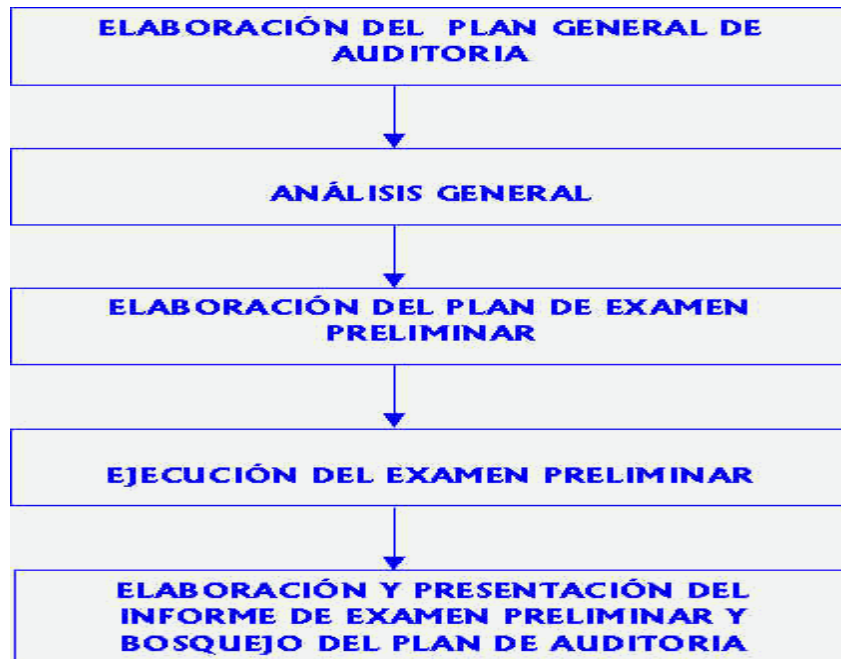 ELABORACIÓN DEL PLAN GENERAL DE
AUDITORIA
ANÁLISIS GENERAL
ELABORACIÓN DEL PLAN DE EXAMEN
PRELIMINAR
EJECUCIÓN DEL EXAMEN PRELIMINAR
ELABORACIÓN Y PRESENTACIÓN DEL
INFORME DE EXAMEN PRELIMINAR Y
BOSQUEJO DEL PLAN DE AUDITORIA